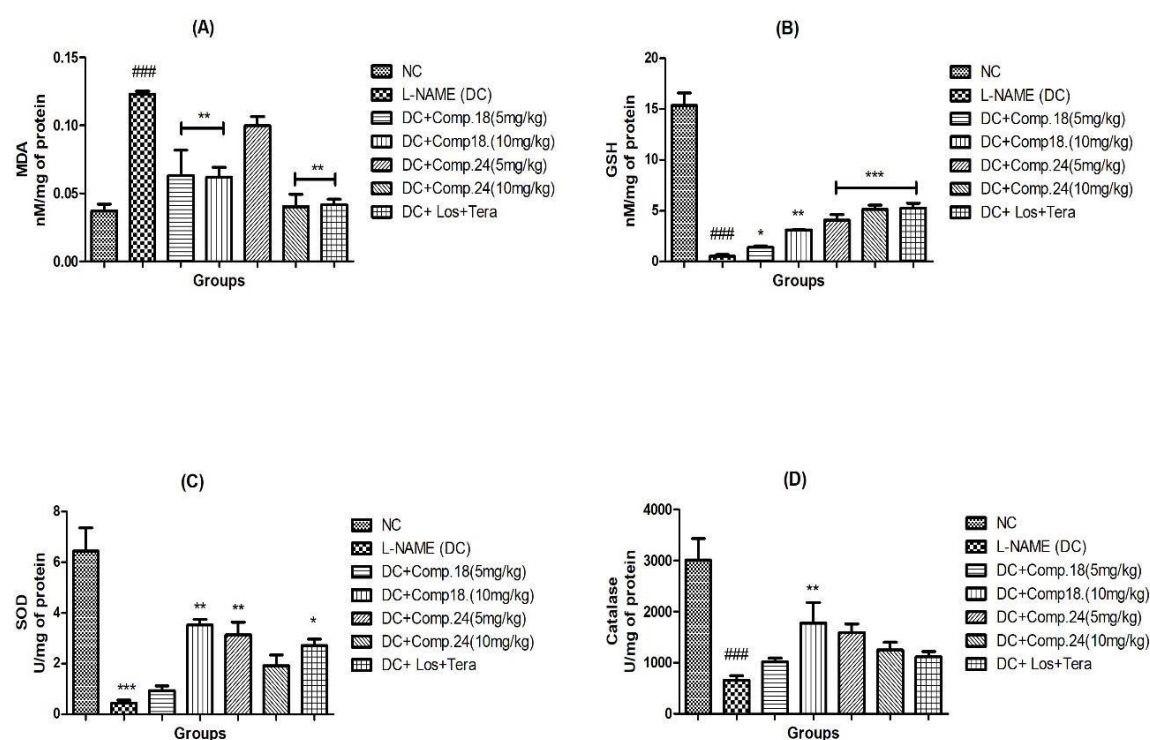 (A)
MDA
nM/mg of protein
0.15
0.10
0.05
0.00
###
**
**
Groups
NC
L-NAME (DC)
DC+Comp.18(5mg/kg)
DC+Comp18.(10mg/kg)
DC+Comp.24(5mg/kg)
DC+Comp.24(10mg/kg)
DC+ Los+Tera
(B)
GSH
nM/mg of protein
20
15
10
5
0
###
*
**
***
Groups
NC
L-NAME (DC)
DC+Comp.18(5mg/kg)
DC+Comp18.(10mg/kg)
DC+Comp.24(5mg/kg)
DC+Comp.24(10mg/kg)
DC+ Los+Tera
(C)
SOD
U/mg of protein
8
6
4
2
0
***
**
**
*
Groups
NC
L-NAME (DC)
DC+Comp.18(5mg/kg)
DC+Comp18.(10mg/kg)
DC+Comp.24(5mg/kg)
DC+Comp.24(10mg/kg)
DC+ Los+Tera
(D)
Catalase
U/mg of protein
4000
3000
2000
1000
0
###
**
Groups
NC
L-NAME (DC)
DC+Comp.18(5mg/kg)
DC+Comp18.(10mg/kg)
DC+Comp.24(5mg/kg)
DC+Comp.24(10mg/kg)
DC+ Los+Tera